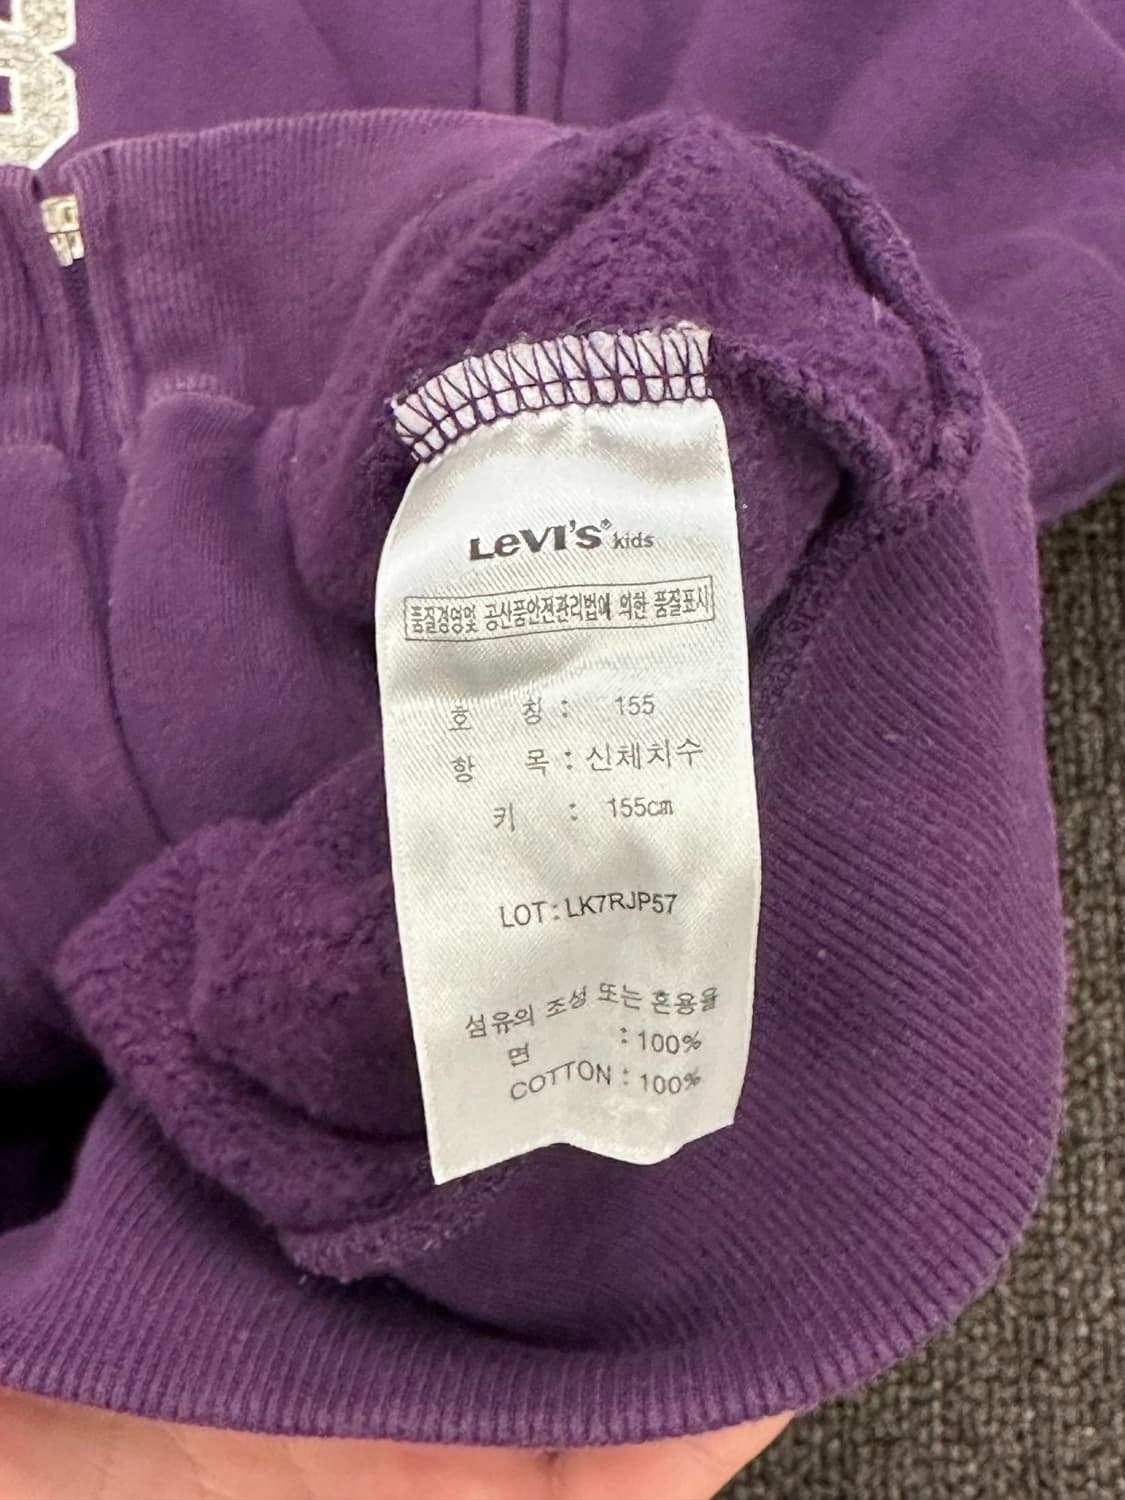 LeVI'S® kids
품질경영및 공산품안전관리법에 의한 품질표시
호 칭 : 155
항 목 : 신체치수
키 : 155cm
LOT : LK7RJP57
섬유의 조성 또는 혼용율
면 : 100%
COTTON : 100%